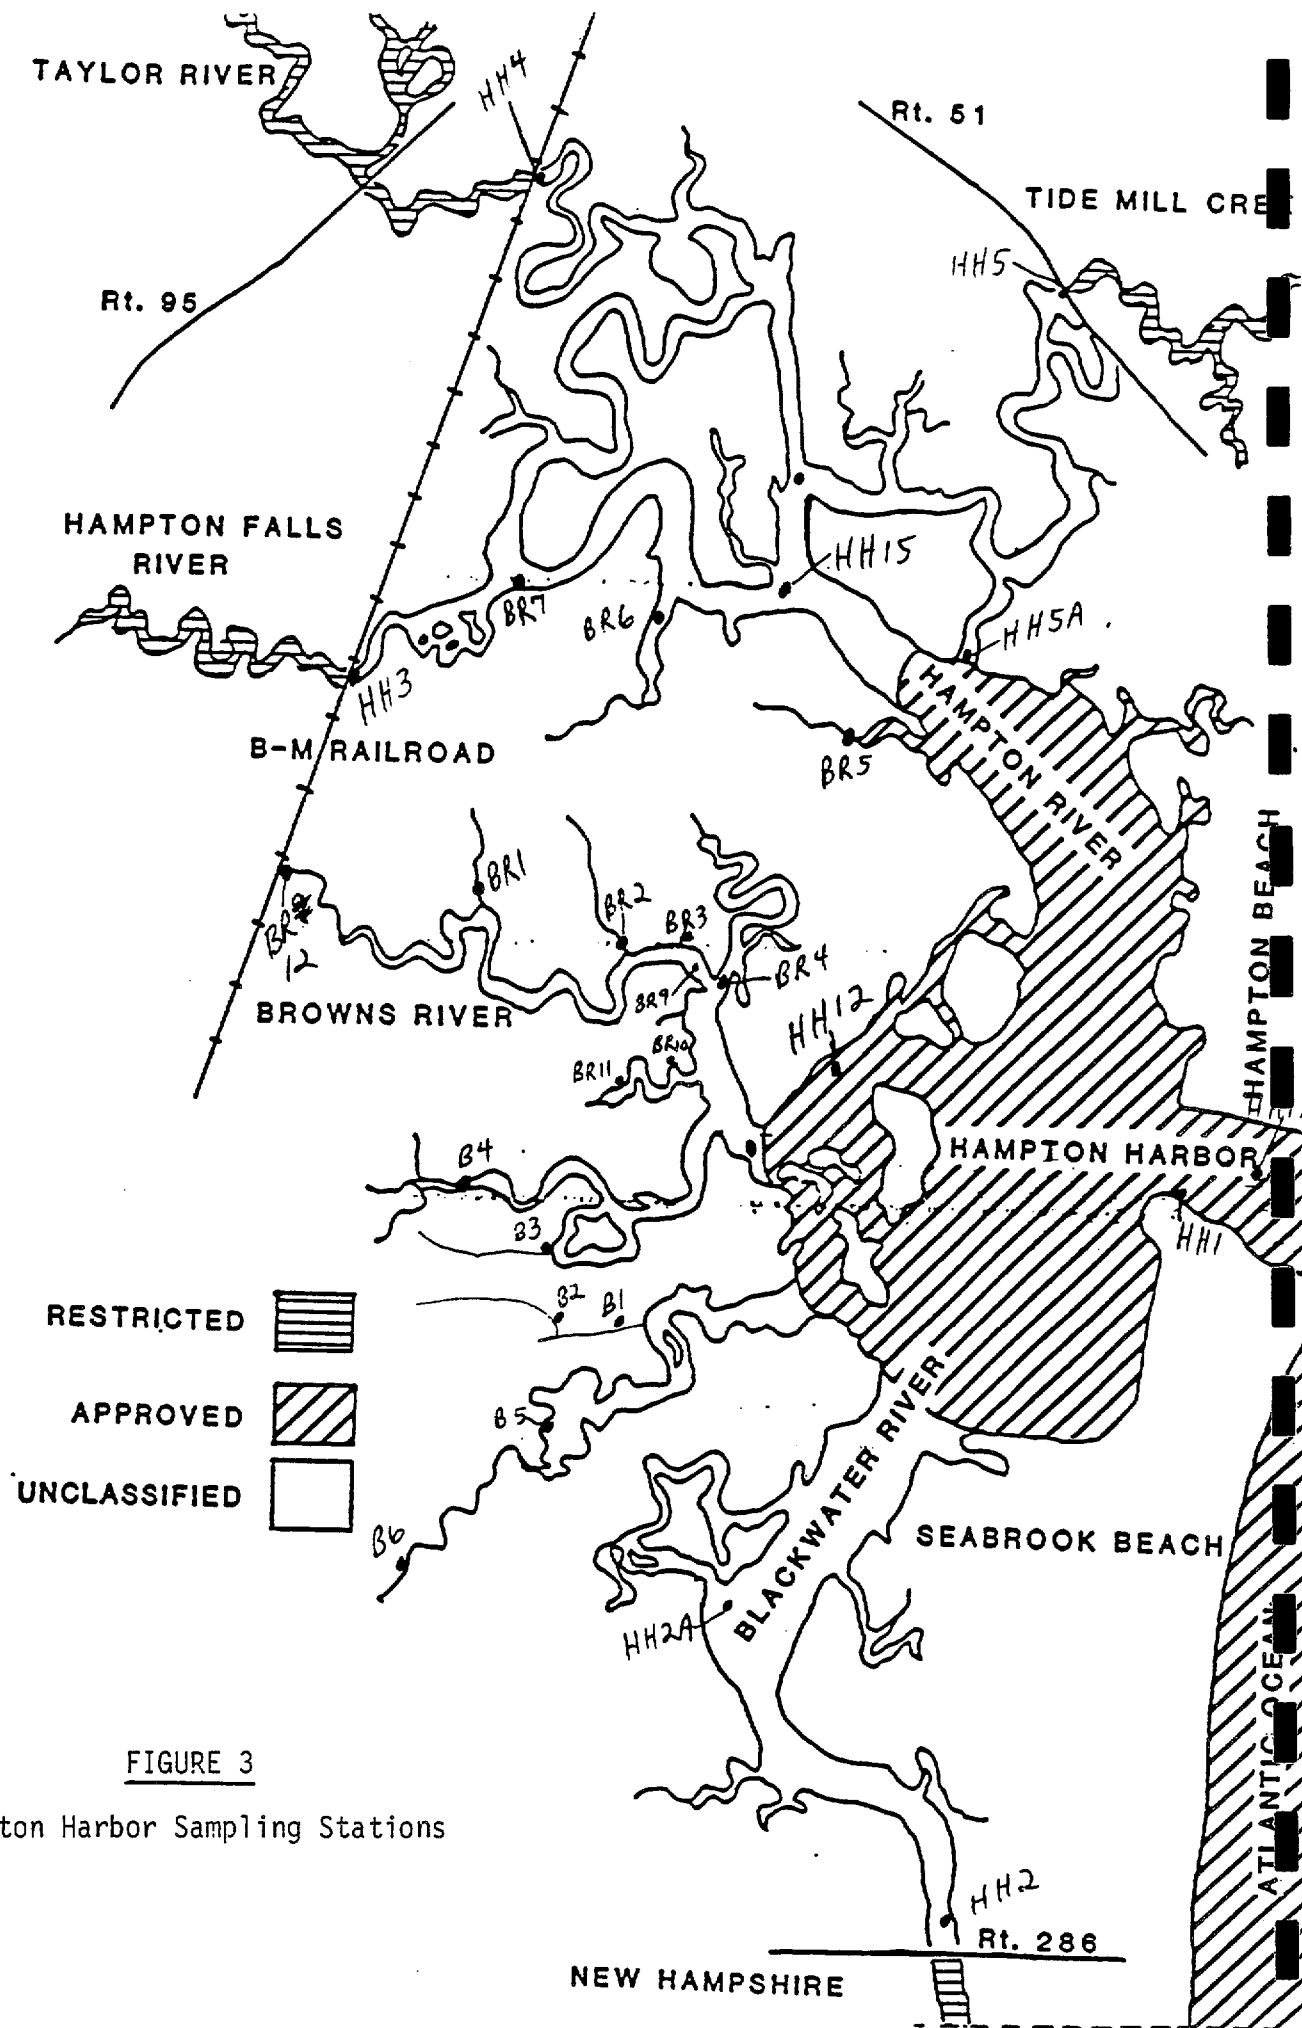 TAYLOR RIVER
HH4
Rt. 51
TIDE MILL CRE
HH5
Rt. 95
HAMPTON FALLS
RIVER
HH15
BR7
BR6
HH5A
HH3
HAMPTON RIVER
B-M RAILROAD
BR5
HAMPTON BEACH
BR1
BR2
BR3
BR
12
BR4
BR9
HH12
BROWNS RIVER
BR10
BR11
B4
HAMPTON HARBOR
B3
HH1
B2
B1
RESTRICTED
APPROVED
B5
UNCLASSIFIED
BLACKWATER RIVER
B6
SEABROOK BEACH
HH2A
ATLANTIC OCEAN
FIGURE 3
ton Harbor Sampling Stations
HH2
Rt. 286
NEW HAMPSHIRE